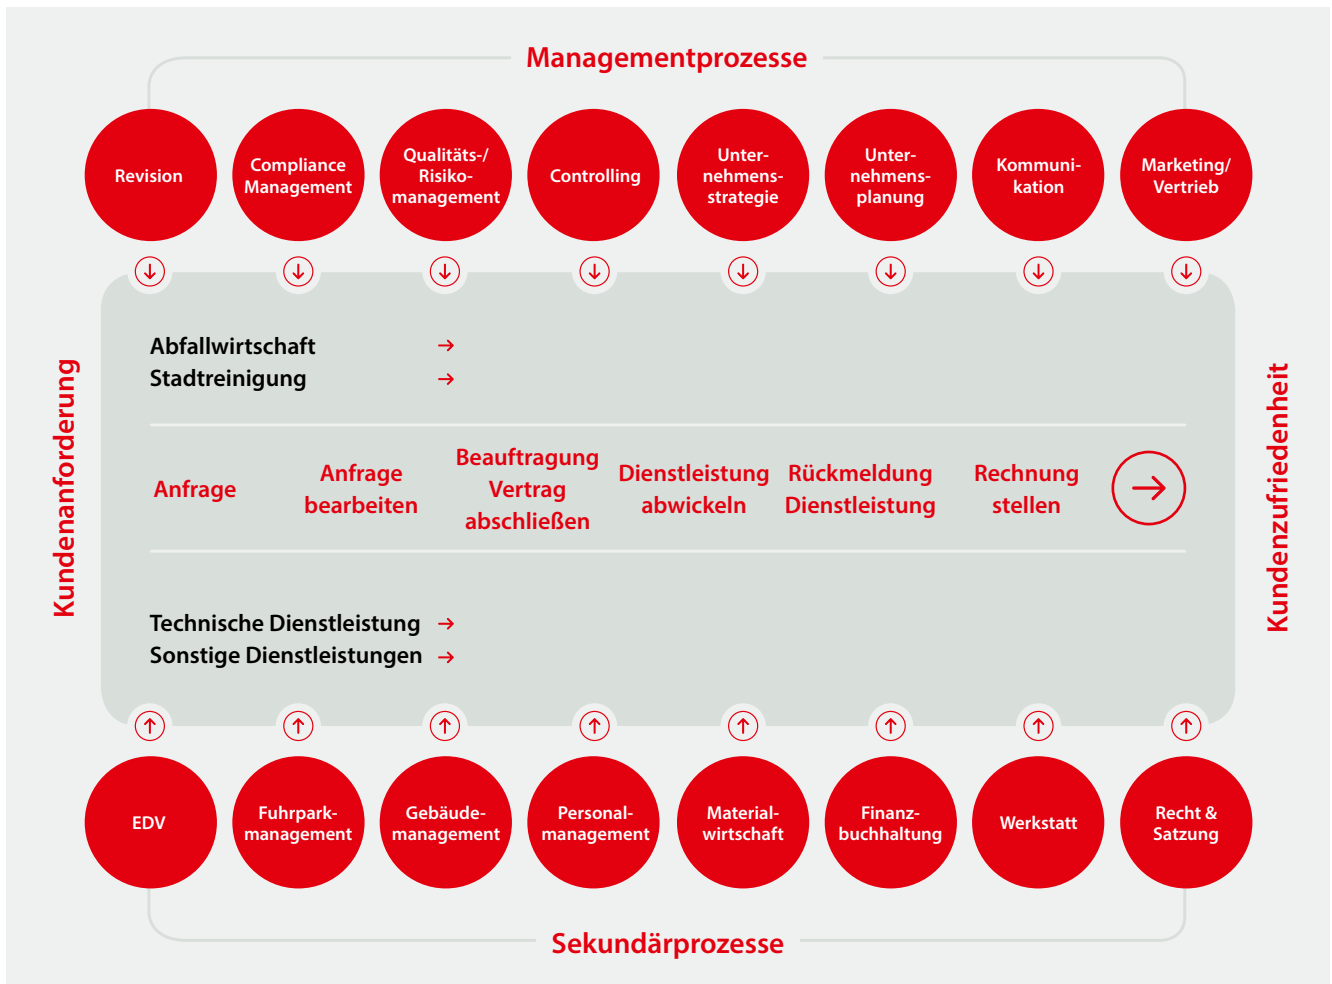 Managementprozesse
Revision
Compliance
Management
Qualitäts-/
Risiko-
management
Controlling
Unter-
nehmens-
strategie
Unter-
nehmens-
planung
Kommuni-
kation
Marketing/
Vertrieb
Kundenanforderung
Abfallwirtschaft
Stadtreinigung
Anfrage
Anfrage
bearbeiten
Beauftragung
Vertrag
abschließen
Dienstleistung
abwickeln
Rückmeldung
Dienstleistung
Rechnung
stellen
Technische Dienstleistung
Sonstige Dienstleistungen
Kundenzufriedenheit
EDV
Fuhrpark-
management
Gebäude-
management
Personal-
management
Material-
wirtschaft
Finanz-
buchhaltung
Werkstatt
Recht &
Satzung
Sekundärprozesse